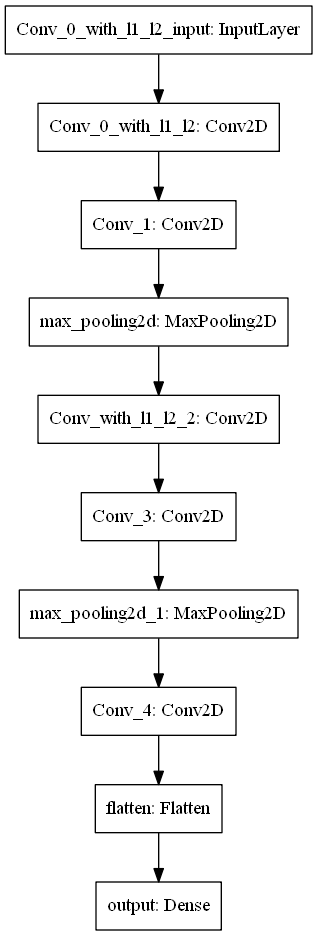 Conv_0_with_l1_l2_input: InputLayer
Conv_0_with_l1_l2: Conv2D
Conv_1: Conv2D
max_pooling2d: MaxPooling2D
Conv_with_l1_l2_2: Conv2D
Conv_3: Conv2D
max_pooling2d_1: MaxPooling2D
Conv_4: Conv2D
flatten: Flatten
output: Dense